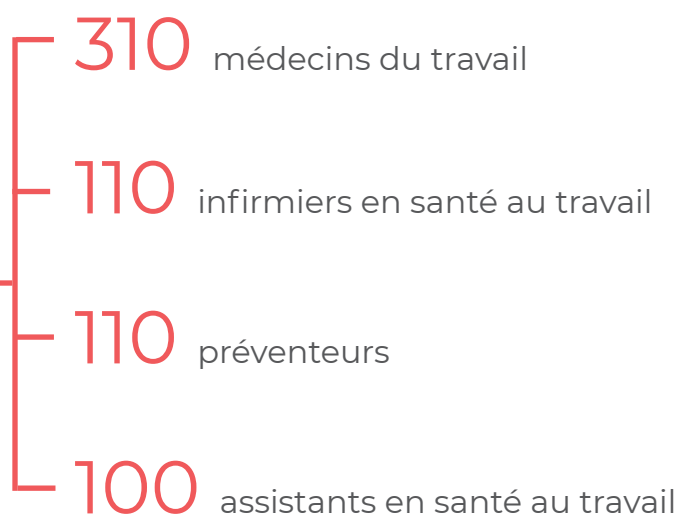 310 médecins du travail
110 infirmiers en santé au travail
110 préventeurs
100 assistants en santé au travail